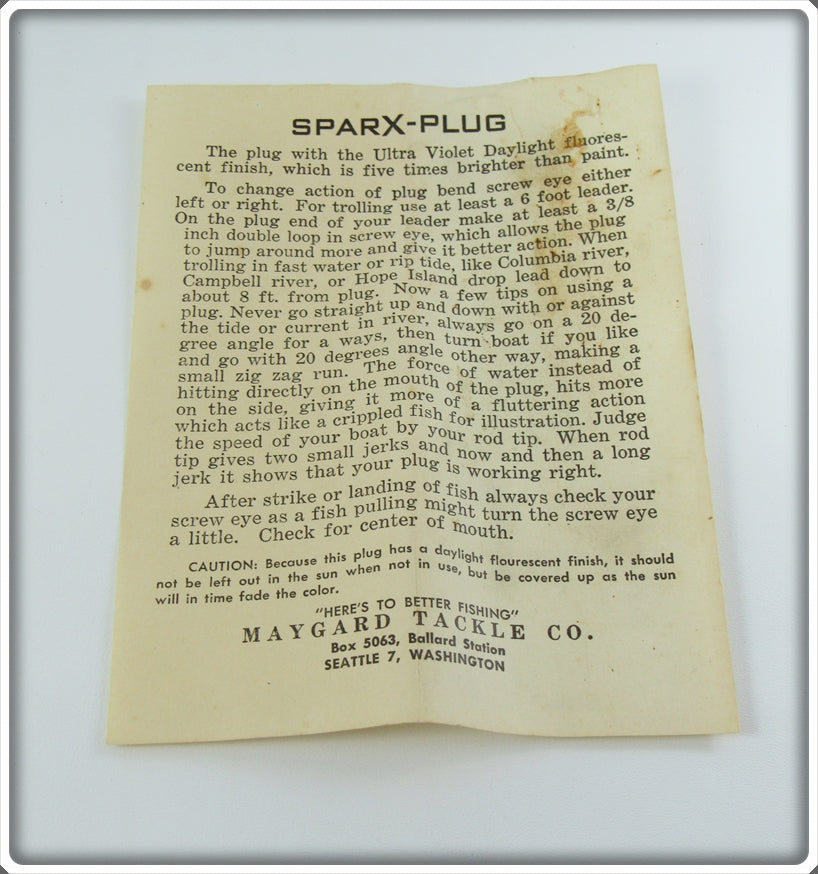 SPARX-PLUG
The plug with the Ultra Violet Daylight fluores-
cent finish, which is five times brighter than paint.
To change action of plug bend screw eye either
left or right. For trolling use at least a 6 foot leader.
On the plug end of your leader make at least a 3/8
inch double loop in screw eye, which allows the plug
to jump around more and give it better action. When
trolling in fast water or rip tide, like Columbia river,
Campbell river, or Hope Island drop lead down to
about 8 ft. from plug. Now a few tips on using a
plug. Never go straight up and down with or against
the tide or current in river, always go on a 20 de-
gree angle for a ways, then turn boat if you like
and go with 20 degrees angle other way, making a
small zig zag run. The force of water instead of
hitting directly on the mouth of the plug, hits more
on the side, giving it more of a fluttering action
which acts like a crippled fish for illustration. Judge
the speed of your boat by your rod tip. When rod
tip gives two small jerks and now and then a long
jerk it shows that your plug is working right.
After strike or landing of fish always check your
screw eye as a fish pulling might turn the screw eye
a little. Check for center of mouth.
CAUTION: Because this plug has a daylight flourescent finish, it should
not be left out in the sun when not in use, but be covered up as the sun
will in time fade the color.
"HERE'S TO BETTER FISHING"
MAYGARD TACKLE CO.
Box 5063, Ballard Station
SEATTLE 7, WASHINGTON